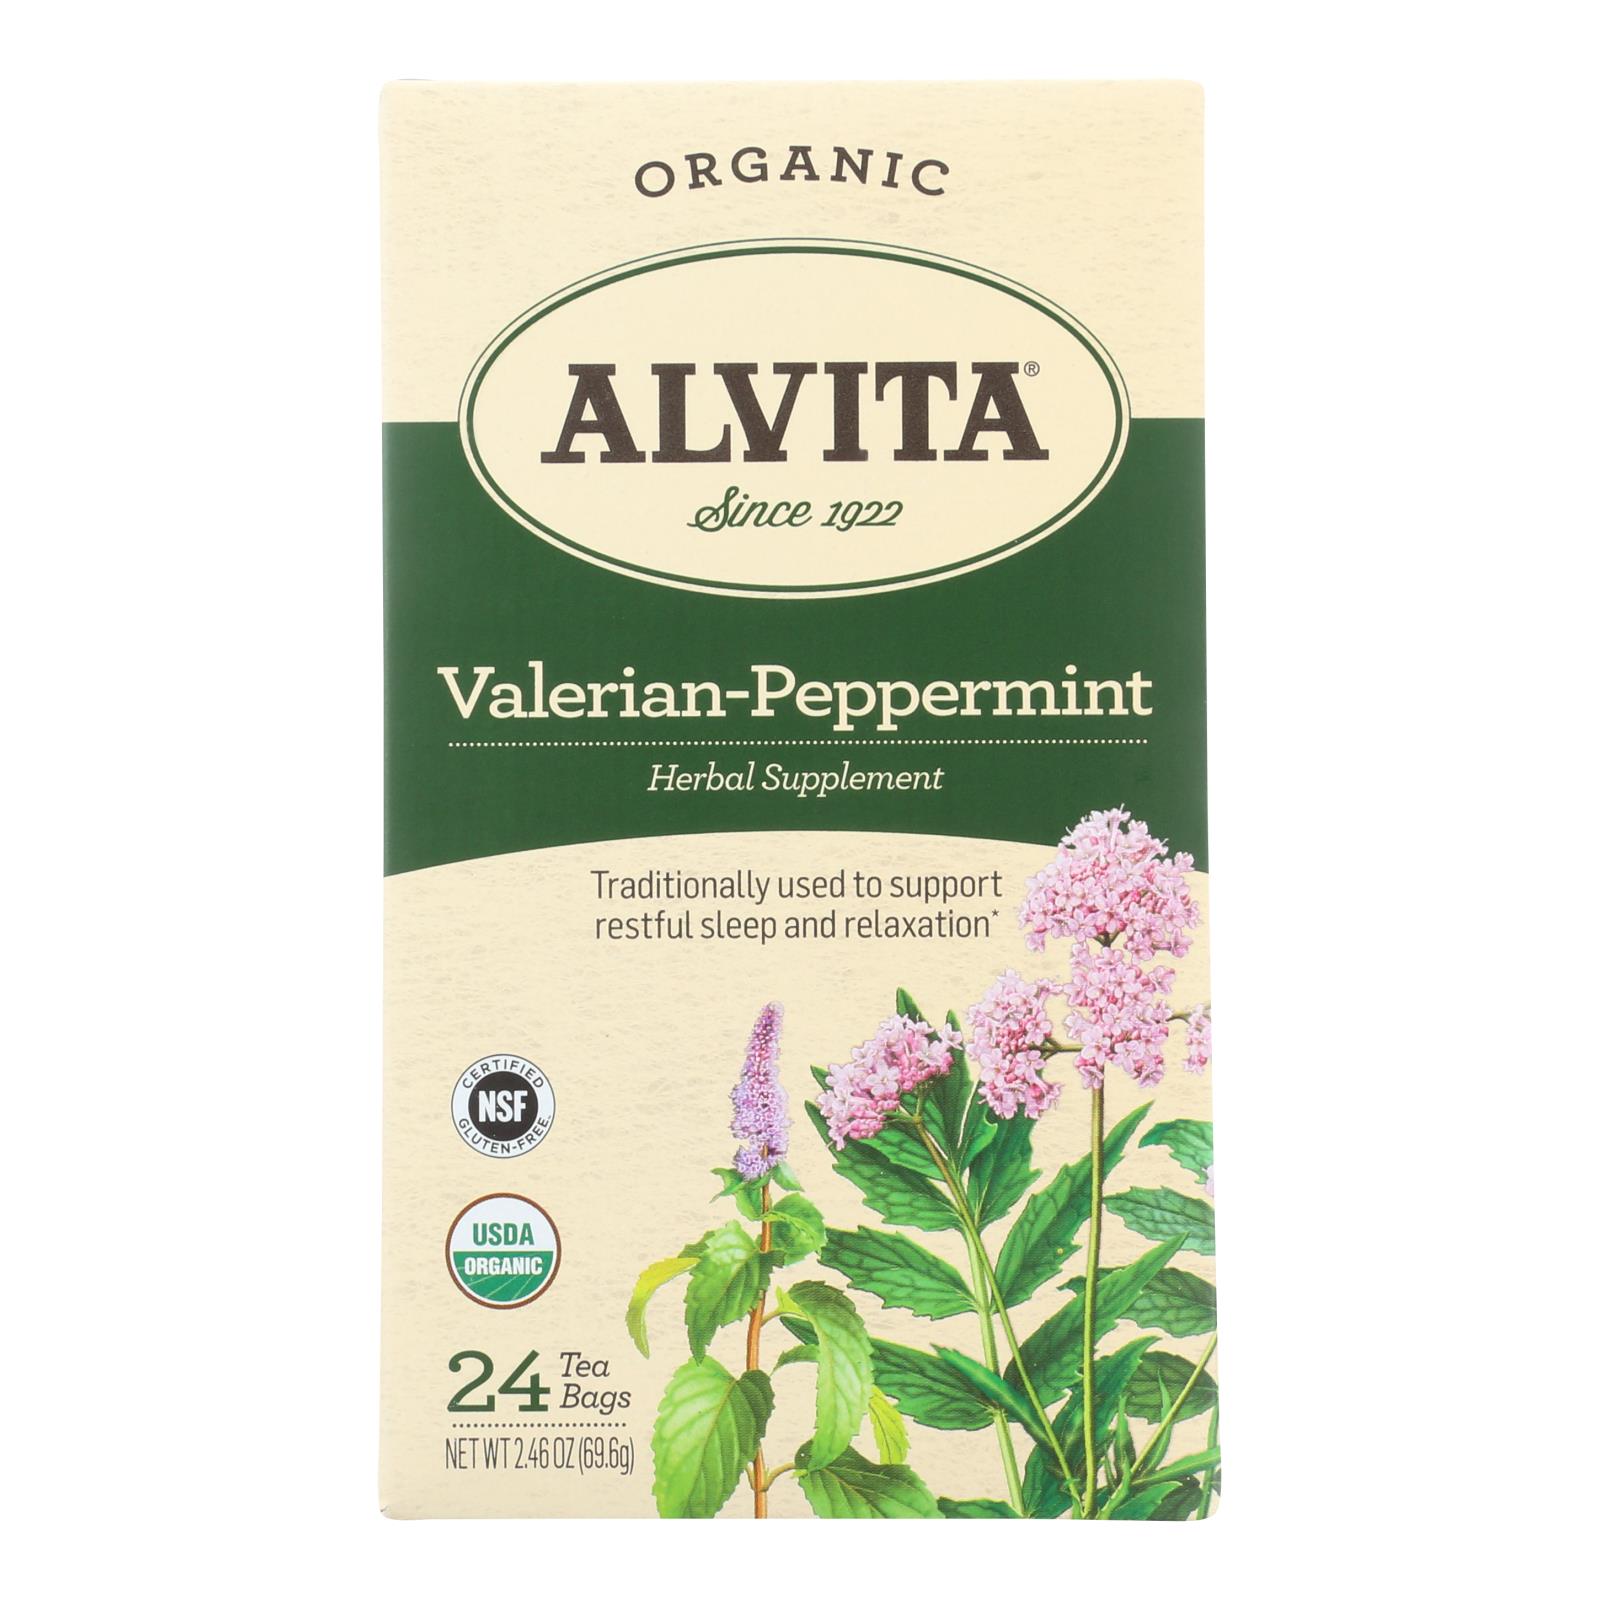 ORGANIC
ALVITA®
Since 1922
Valerian-Peppermint
Herbal Supplement
Traditionally used to support
restful sleep and relaxation*
CERTIFIED
NSF
GLUTEN-FREE
USDA
ORGANIC
24 Tea
Bags
NET WT 2.46 OZ (69.6g)